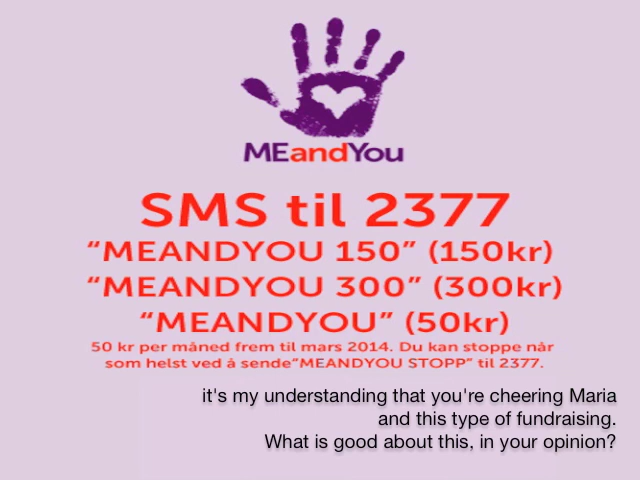 MEandYou
SMS til 2377
“MEANDYOU 150” (150kr)
“MEANDYOU 300” (300kr)
“MEANDYOU” (50kr)
50 kr per måned frem til mars 2014. Du kan stoppe når
som helst ved å sende“MEANDYOU STOPP” til 2377.
it's my understanding that you're cheering Maria
and this type of fundraising.
What is good about this, in your opinion?